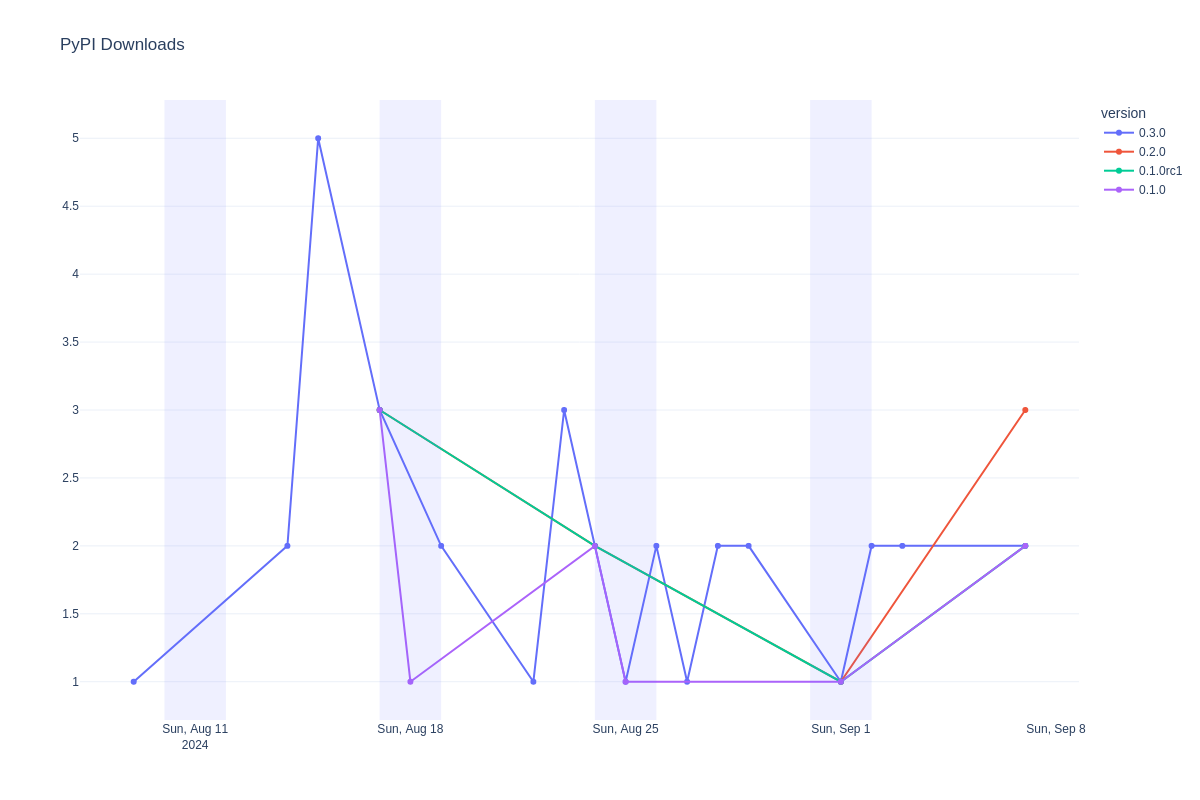 PyPI Downloads
version
0.3.0
0.2.0
0.1.0rc1
0.1.0
5
4.5
4
3.5
3
2.5
2
1.5
1
Sun, Aug 11
2024
Sun, Aug 18
Sun, Aug 25
Sun, Sep 1
Sun, Sep 8